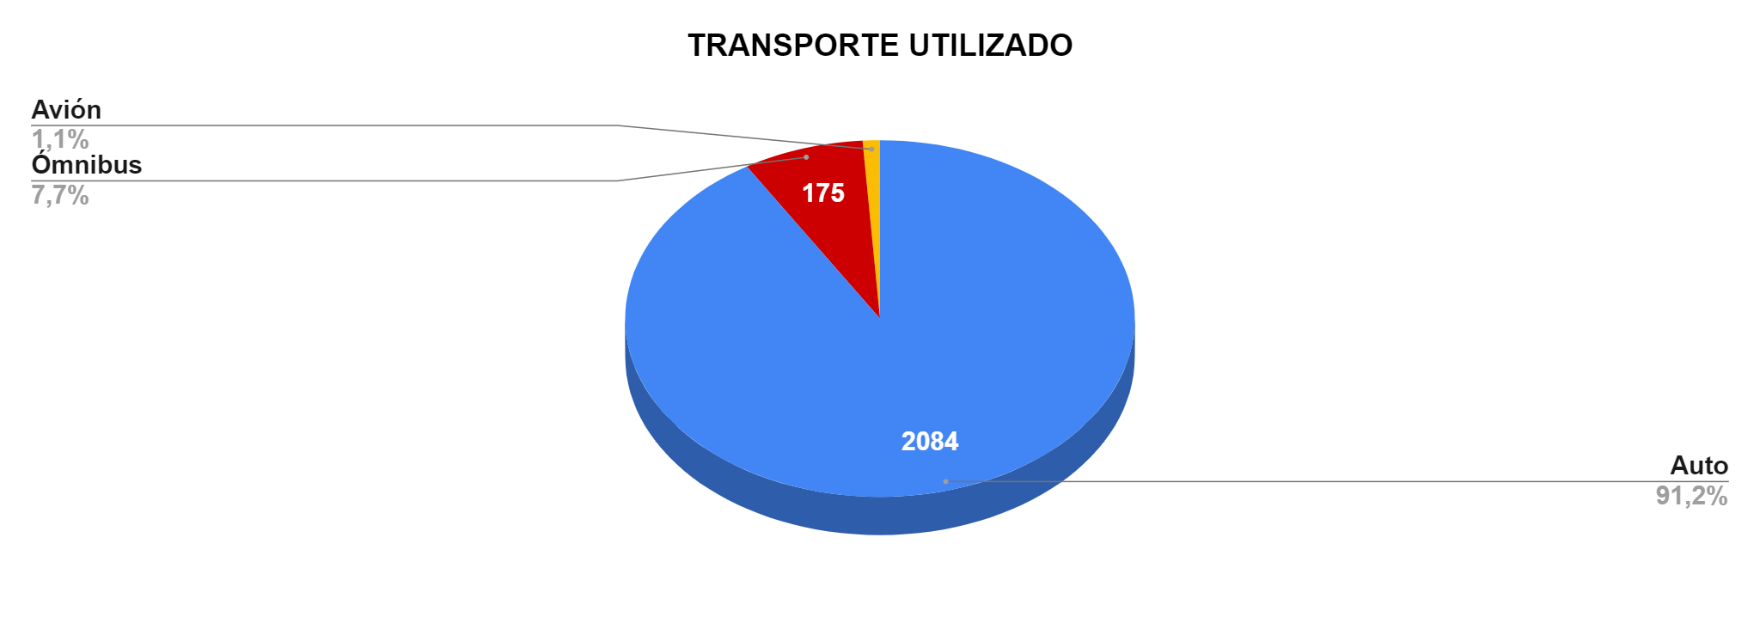 TRANSPORTE UTILIZADO
Avión
1,1%
Ómnibus
7,7%
175
2084
Auto
91,2%